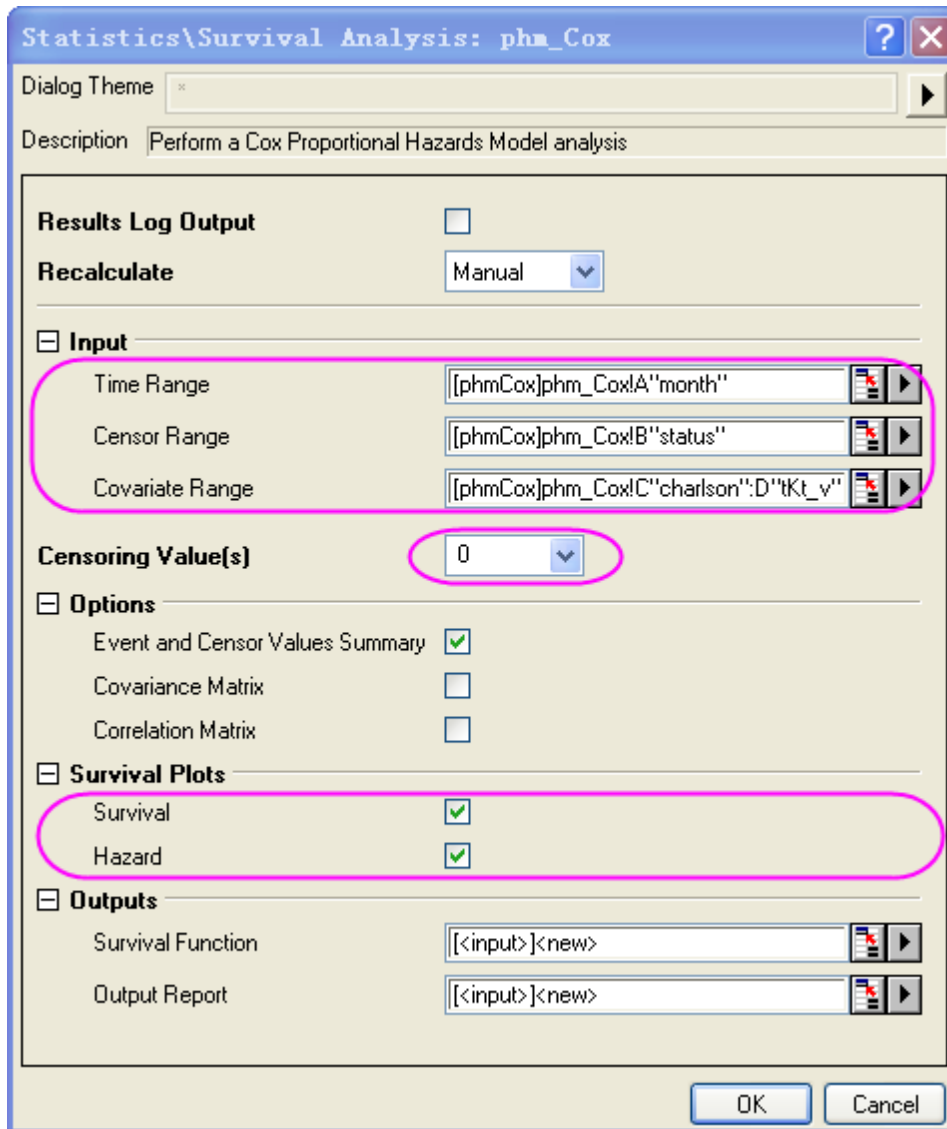 Statistics\Survival Analysis: phm_Cox
Dialog Theme *
Description Perform a Cox Proportional Hazards Model analysis
Results Log Output
Recalculate Manual
Input
Time Range [phmCox]phm_Cox!A"month"
Censor Range [phmCox]phm_Cox!B"status"
Covariate Range [phmCox]phm_Cox!C"charlson":D"tKt_v"
Censoring Value(s) 0
Options
Event and Censor Values Summary
Covariance Matrix
Correlation Matrix
Survival Plots
Survival
Hazard
Outputs
Survival Function [<input>]<new>
Output Report [<input>]<new>
OK Cancel